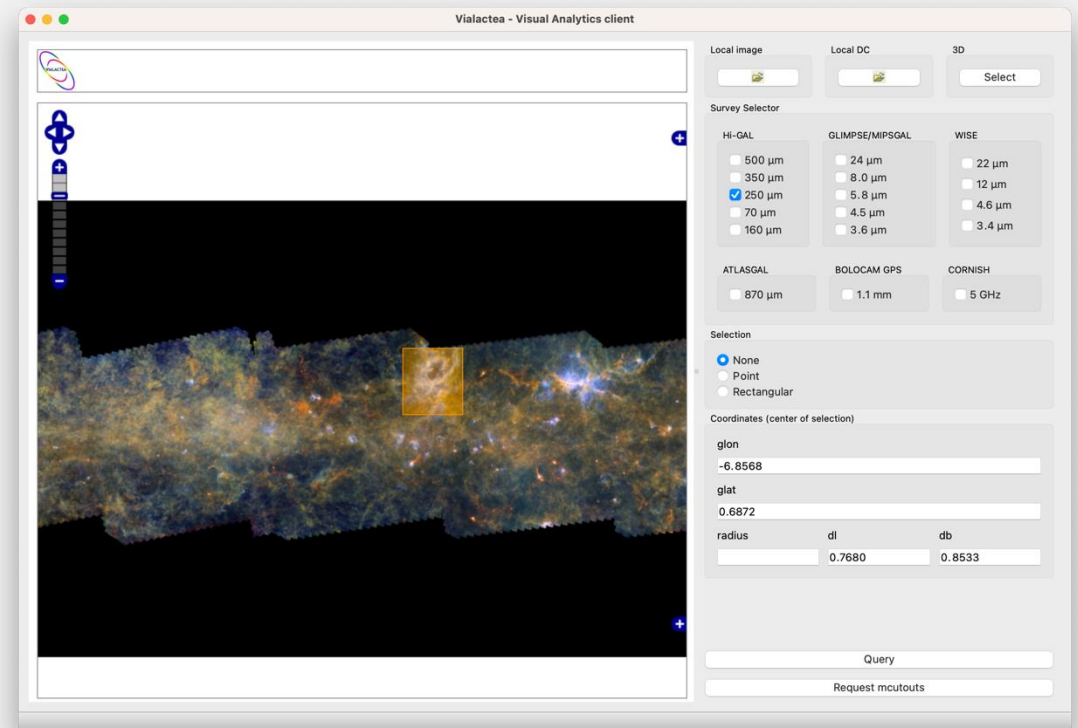 Vialactea - Visual Analytics client
VIALACTEA
Local image
Local DC
3D
Select
Survey Selector
Hi-GAL
500 µm
350 µm
250 µm
70 µm
160 µm
GLIMPSE/MIPSGAL
24 µm
8.0 µm
5.8 µm
4.5 µm
3.6 µm
WISE
22 µm
12 µm
4.6 µm
3.4 µm
ATLASGAL
870 µm
BOLOCAM GPS
1.1 mm
CORNISH
5 GHz
Selection
None
Point
Rectangular
Coordinates (center of selection)
glon
-6.8568
glat
0.6872
radius dl db
0.7680 0.8533
Query
Request mcutouts